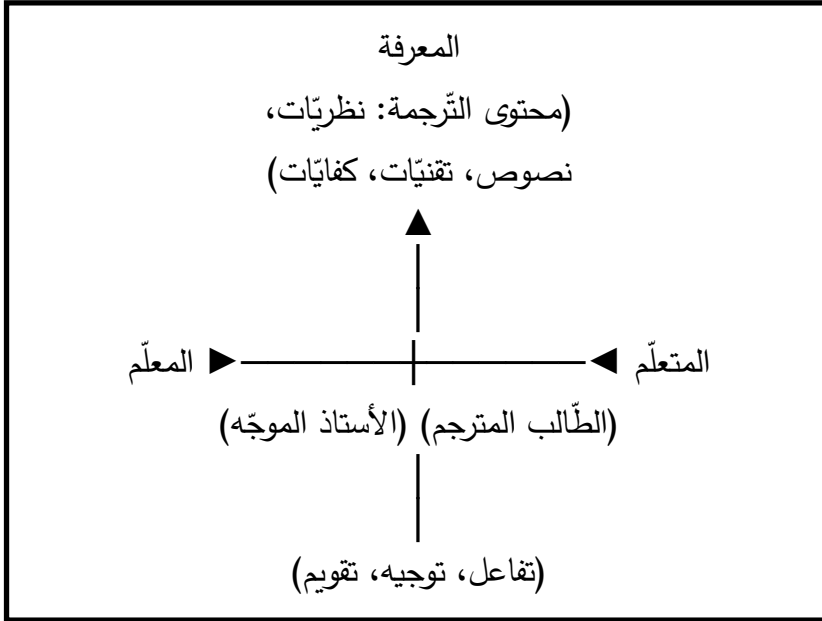 المعرفة
(محتوى التّرجمة: نظريّات،
نصوص، تقنيّات، كفايّات)
المتعلّم المعلّم
(الطّالب المترجم) (الأستاذ الموجّه)
(تفاعل، توجيه، تقويم)